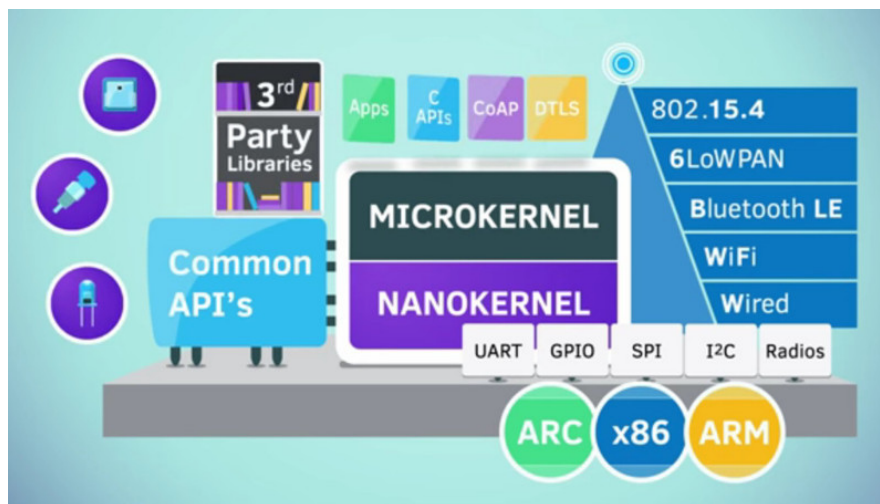 3rd
Party
Libraries
Apps
C
APIs
CoAP
DTLS
802.15.4
6LoWPAN
Bluetooth LE
WiFi
Wired
MICROKERNEL
NANOKERNEL
Common
API's
UART GPIO SPI I²C Radios
ARC x86 ARM